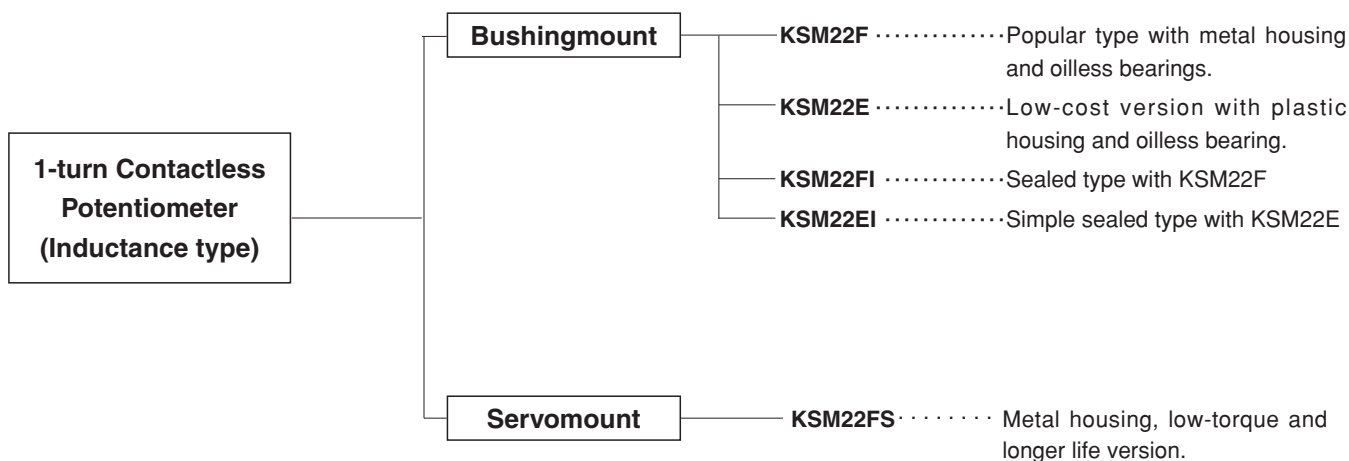 1-turn Contactless
Potentiometer
(Inductance type)
Bushingmount
KSM22F ·············· Popular type with metal housing
and oilless bearings.
KSM22E ·············· Low-cost version with plastic
housing and oilless bearing.
KSM22FI ············· Sealed type with KSM22F
KSM22EI ············· Simple sealed type with KSM22E
Servomount
KSM22FS ········ Metal housing, low-torque and
longer life version.